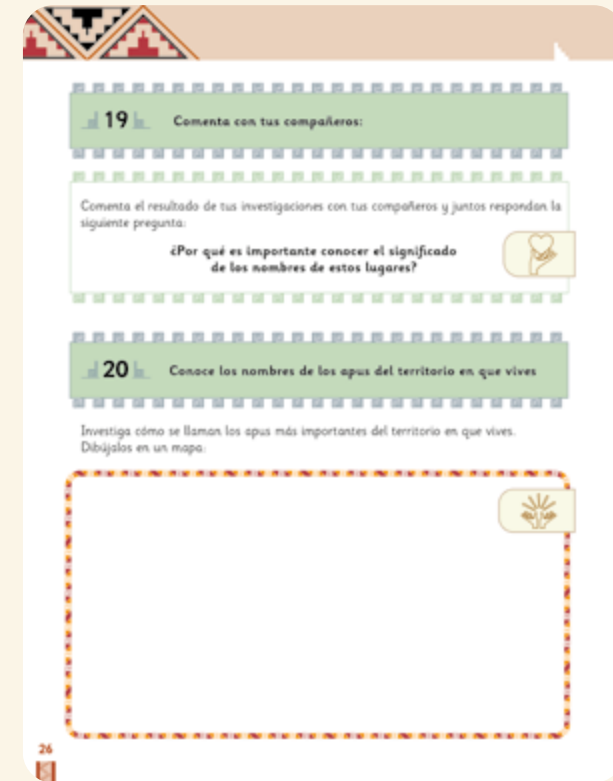 19 Comenta con tus compañeros:
Comenta el resultado de tus investigaciones con tus compañeros y juntos respondan la
siguiente pregunta:
¿Por qué es importante conocer el significado
de los nombres de estos lugares?
20 Conoce los nombres de los apus del territorio en que vives
Investiga cómo se llaman los apus más importantes del territorio en que vives.
Dibújalos en un mapa:
26